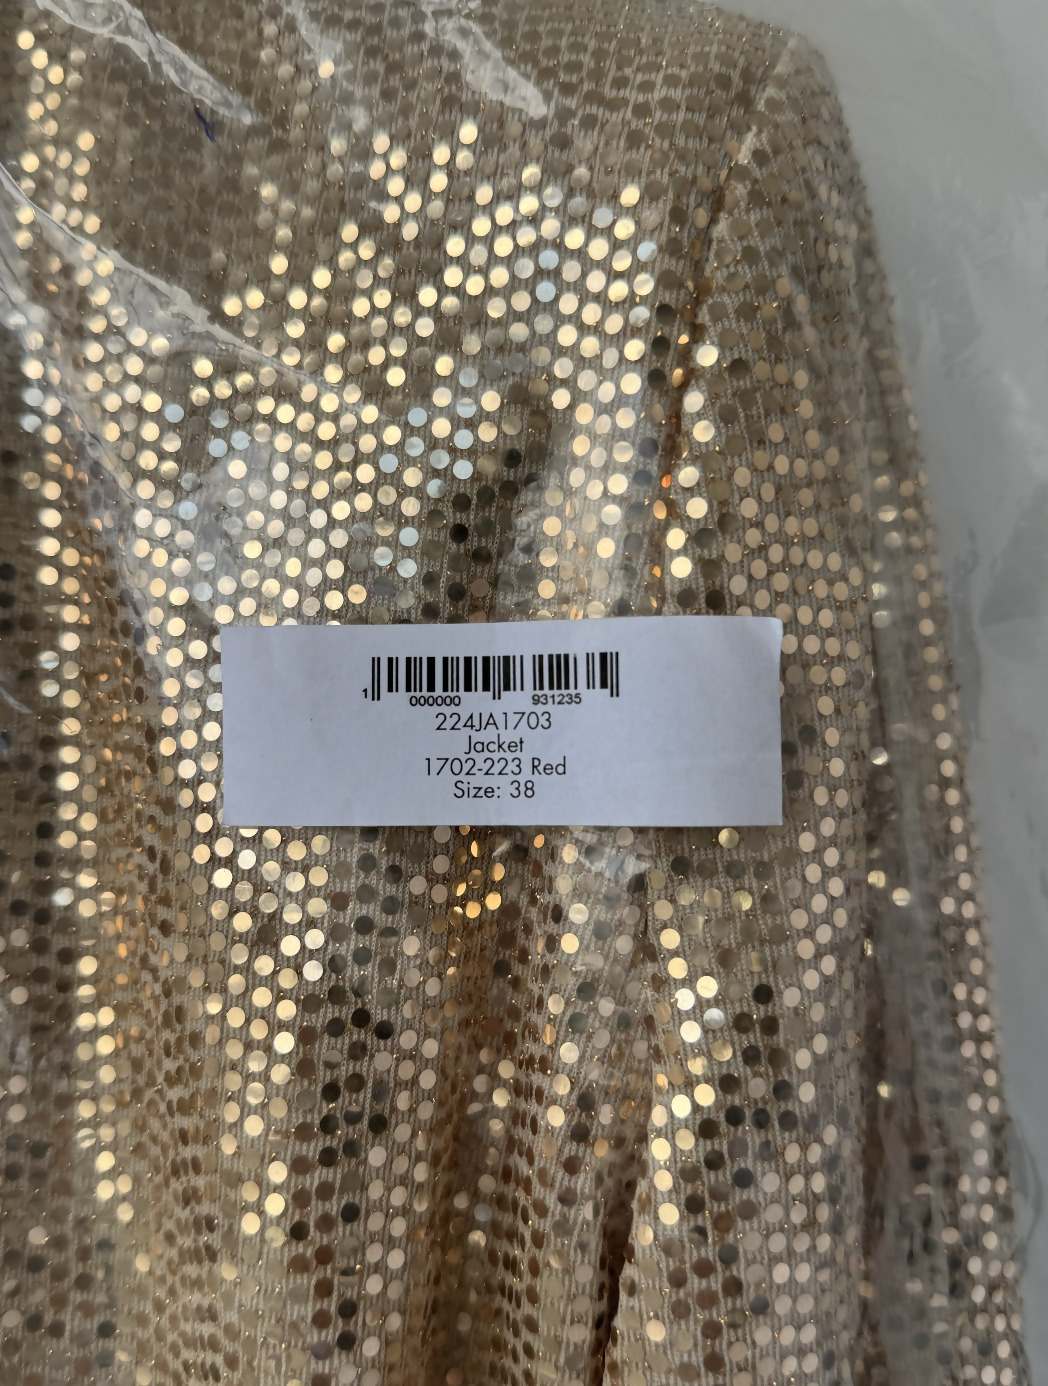 1 000000 931235
224JA1703
Jacket
1702-223 Red
Size: 38